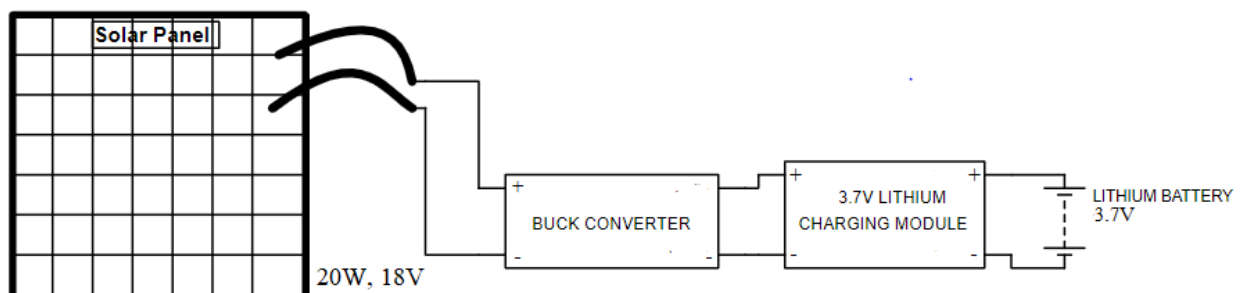 Solar Panel
20W, 18V
+
-
BUCK CONVERTER
-
+
-
3.7V LITHIUM
CHARGING MODULE
+
-
LITHIUM BATTERY
3.7V